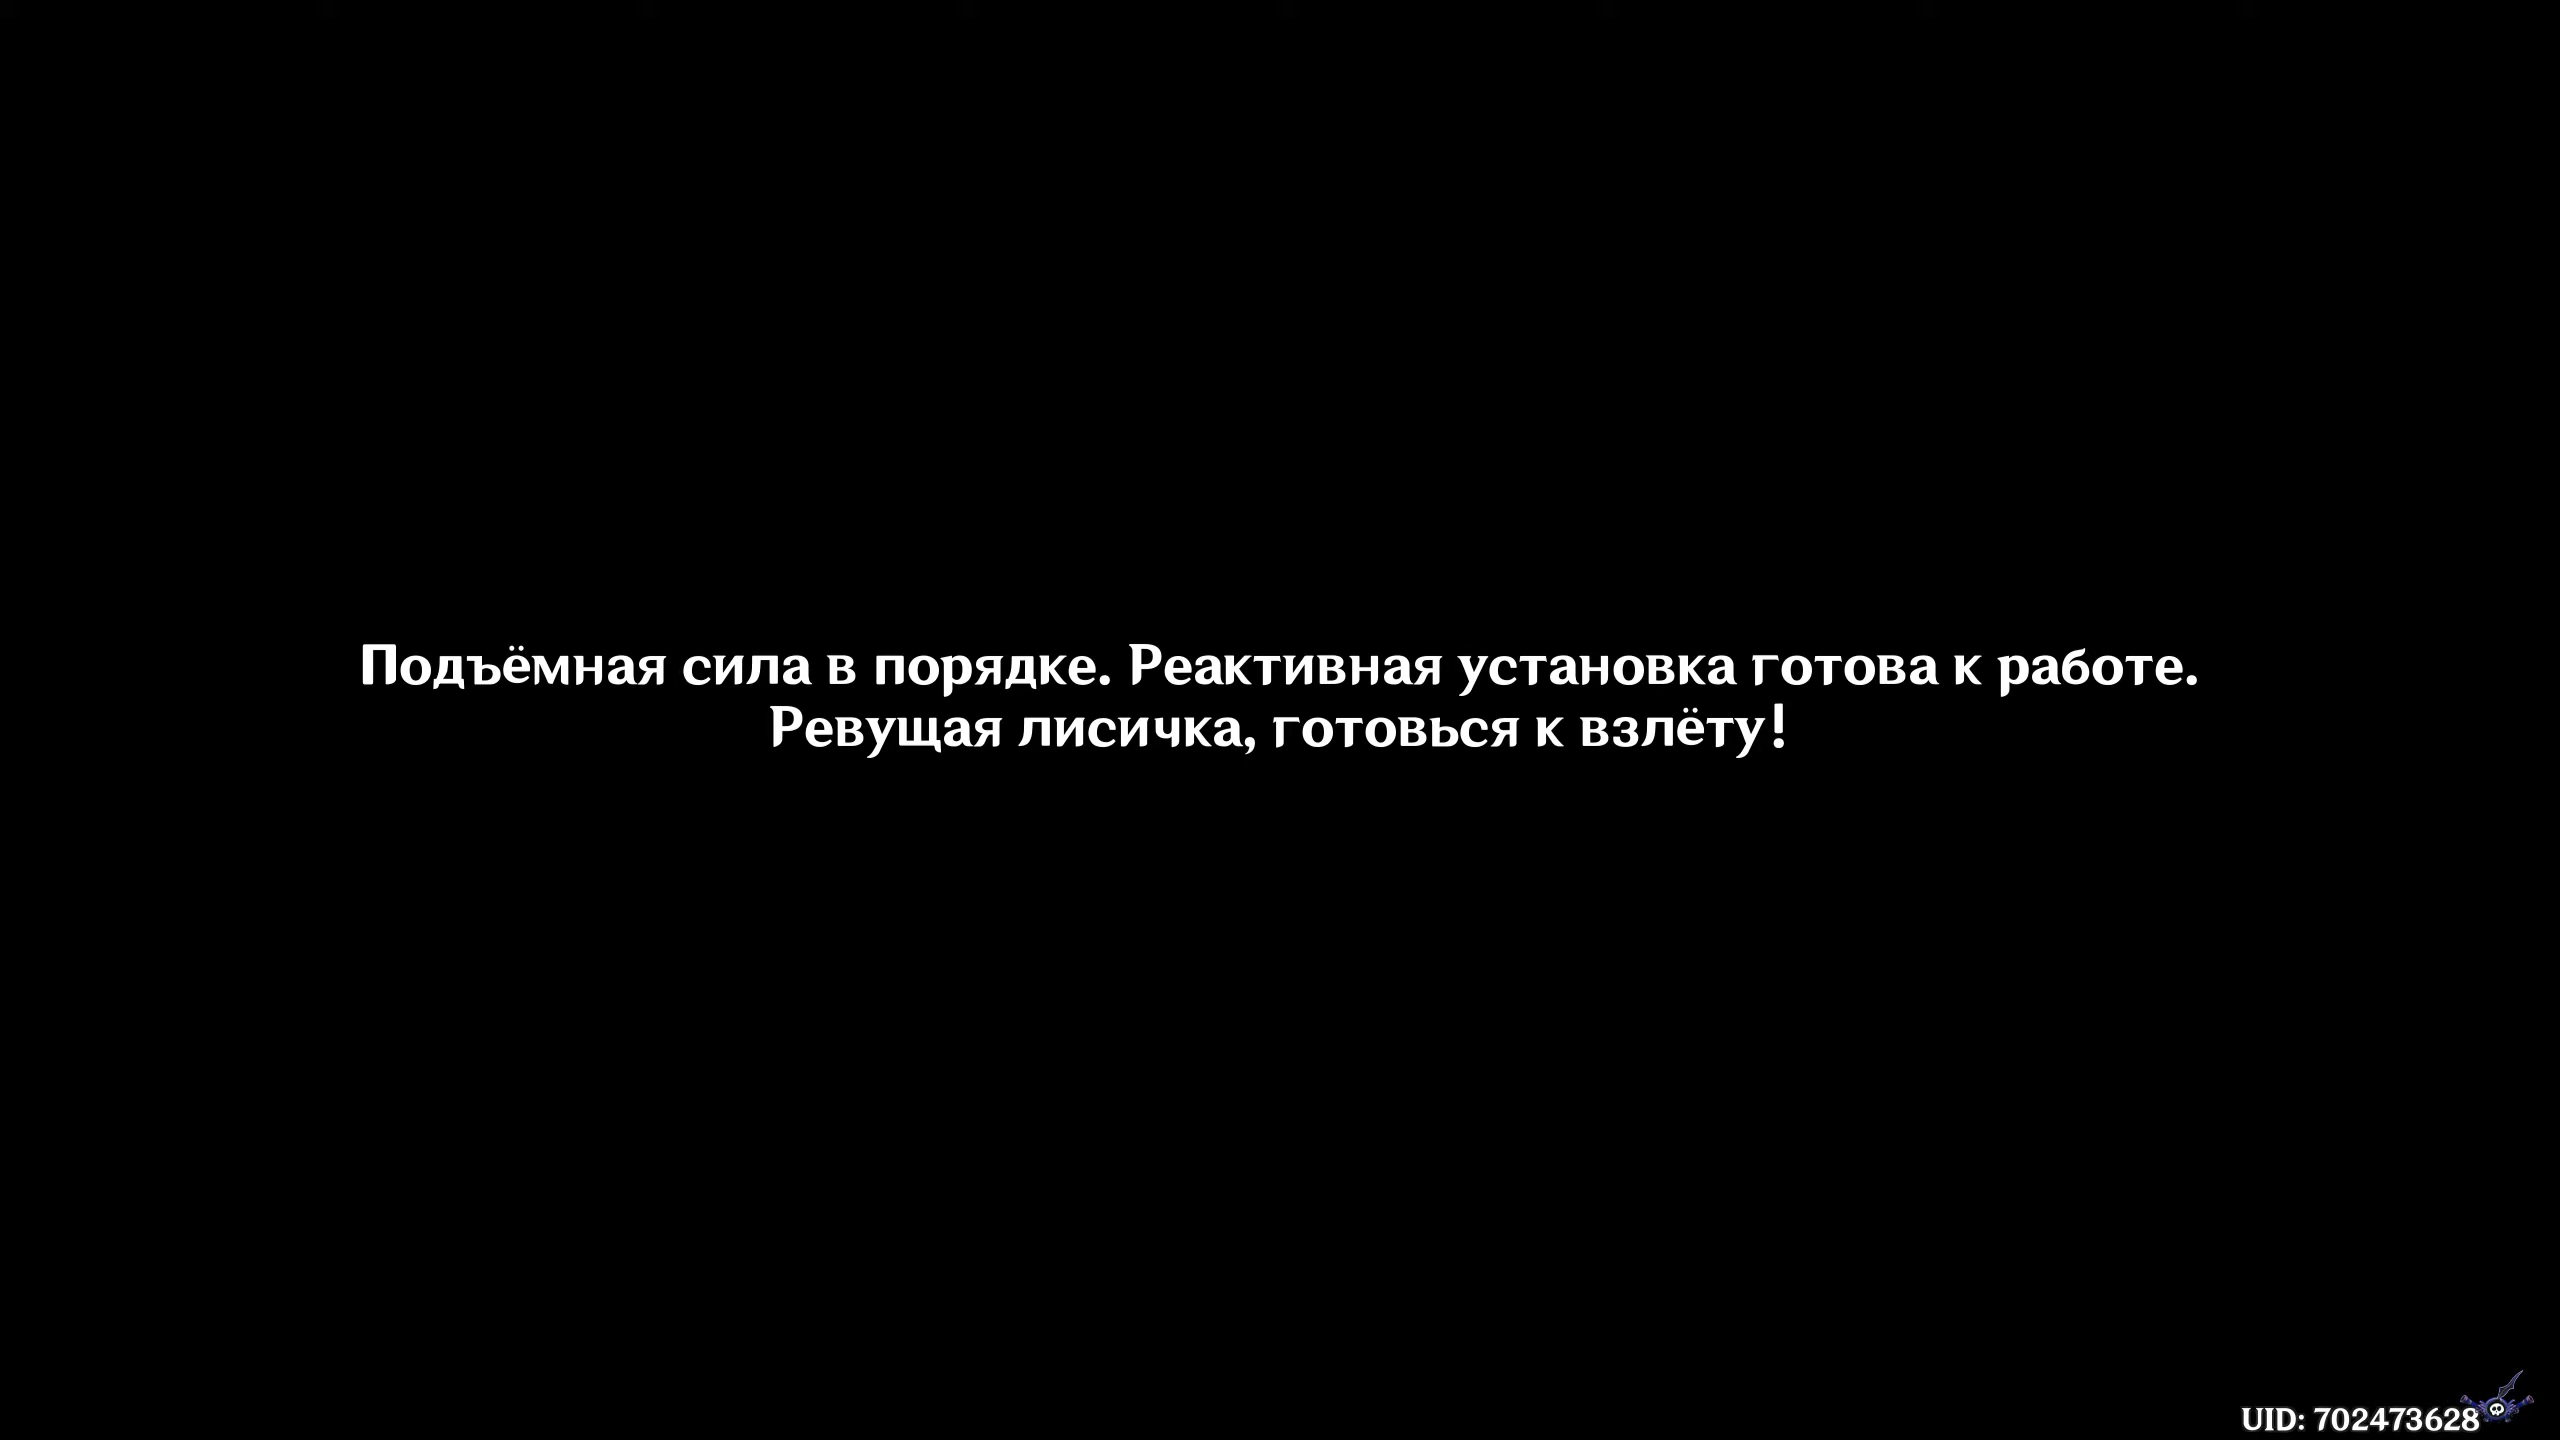 Подъёмная сила в порядке. Реактивная установка готова к работе.
Ревущая лисичка, готовься к взлёту!
UID: 702473628